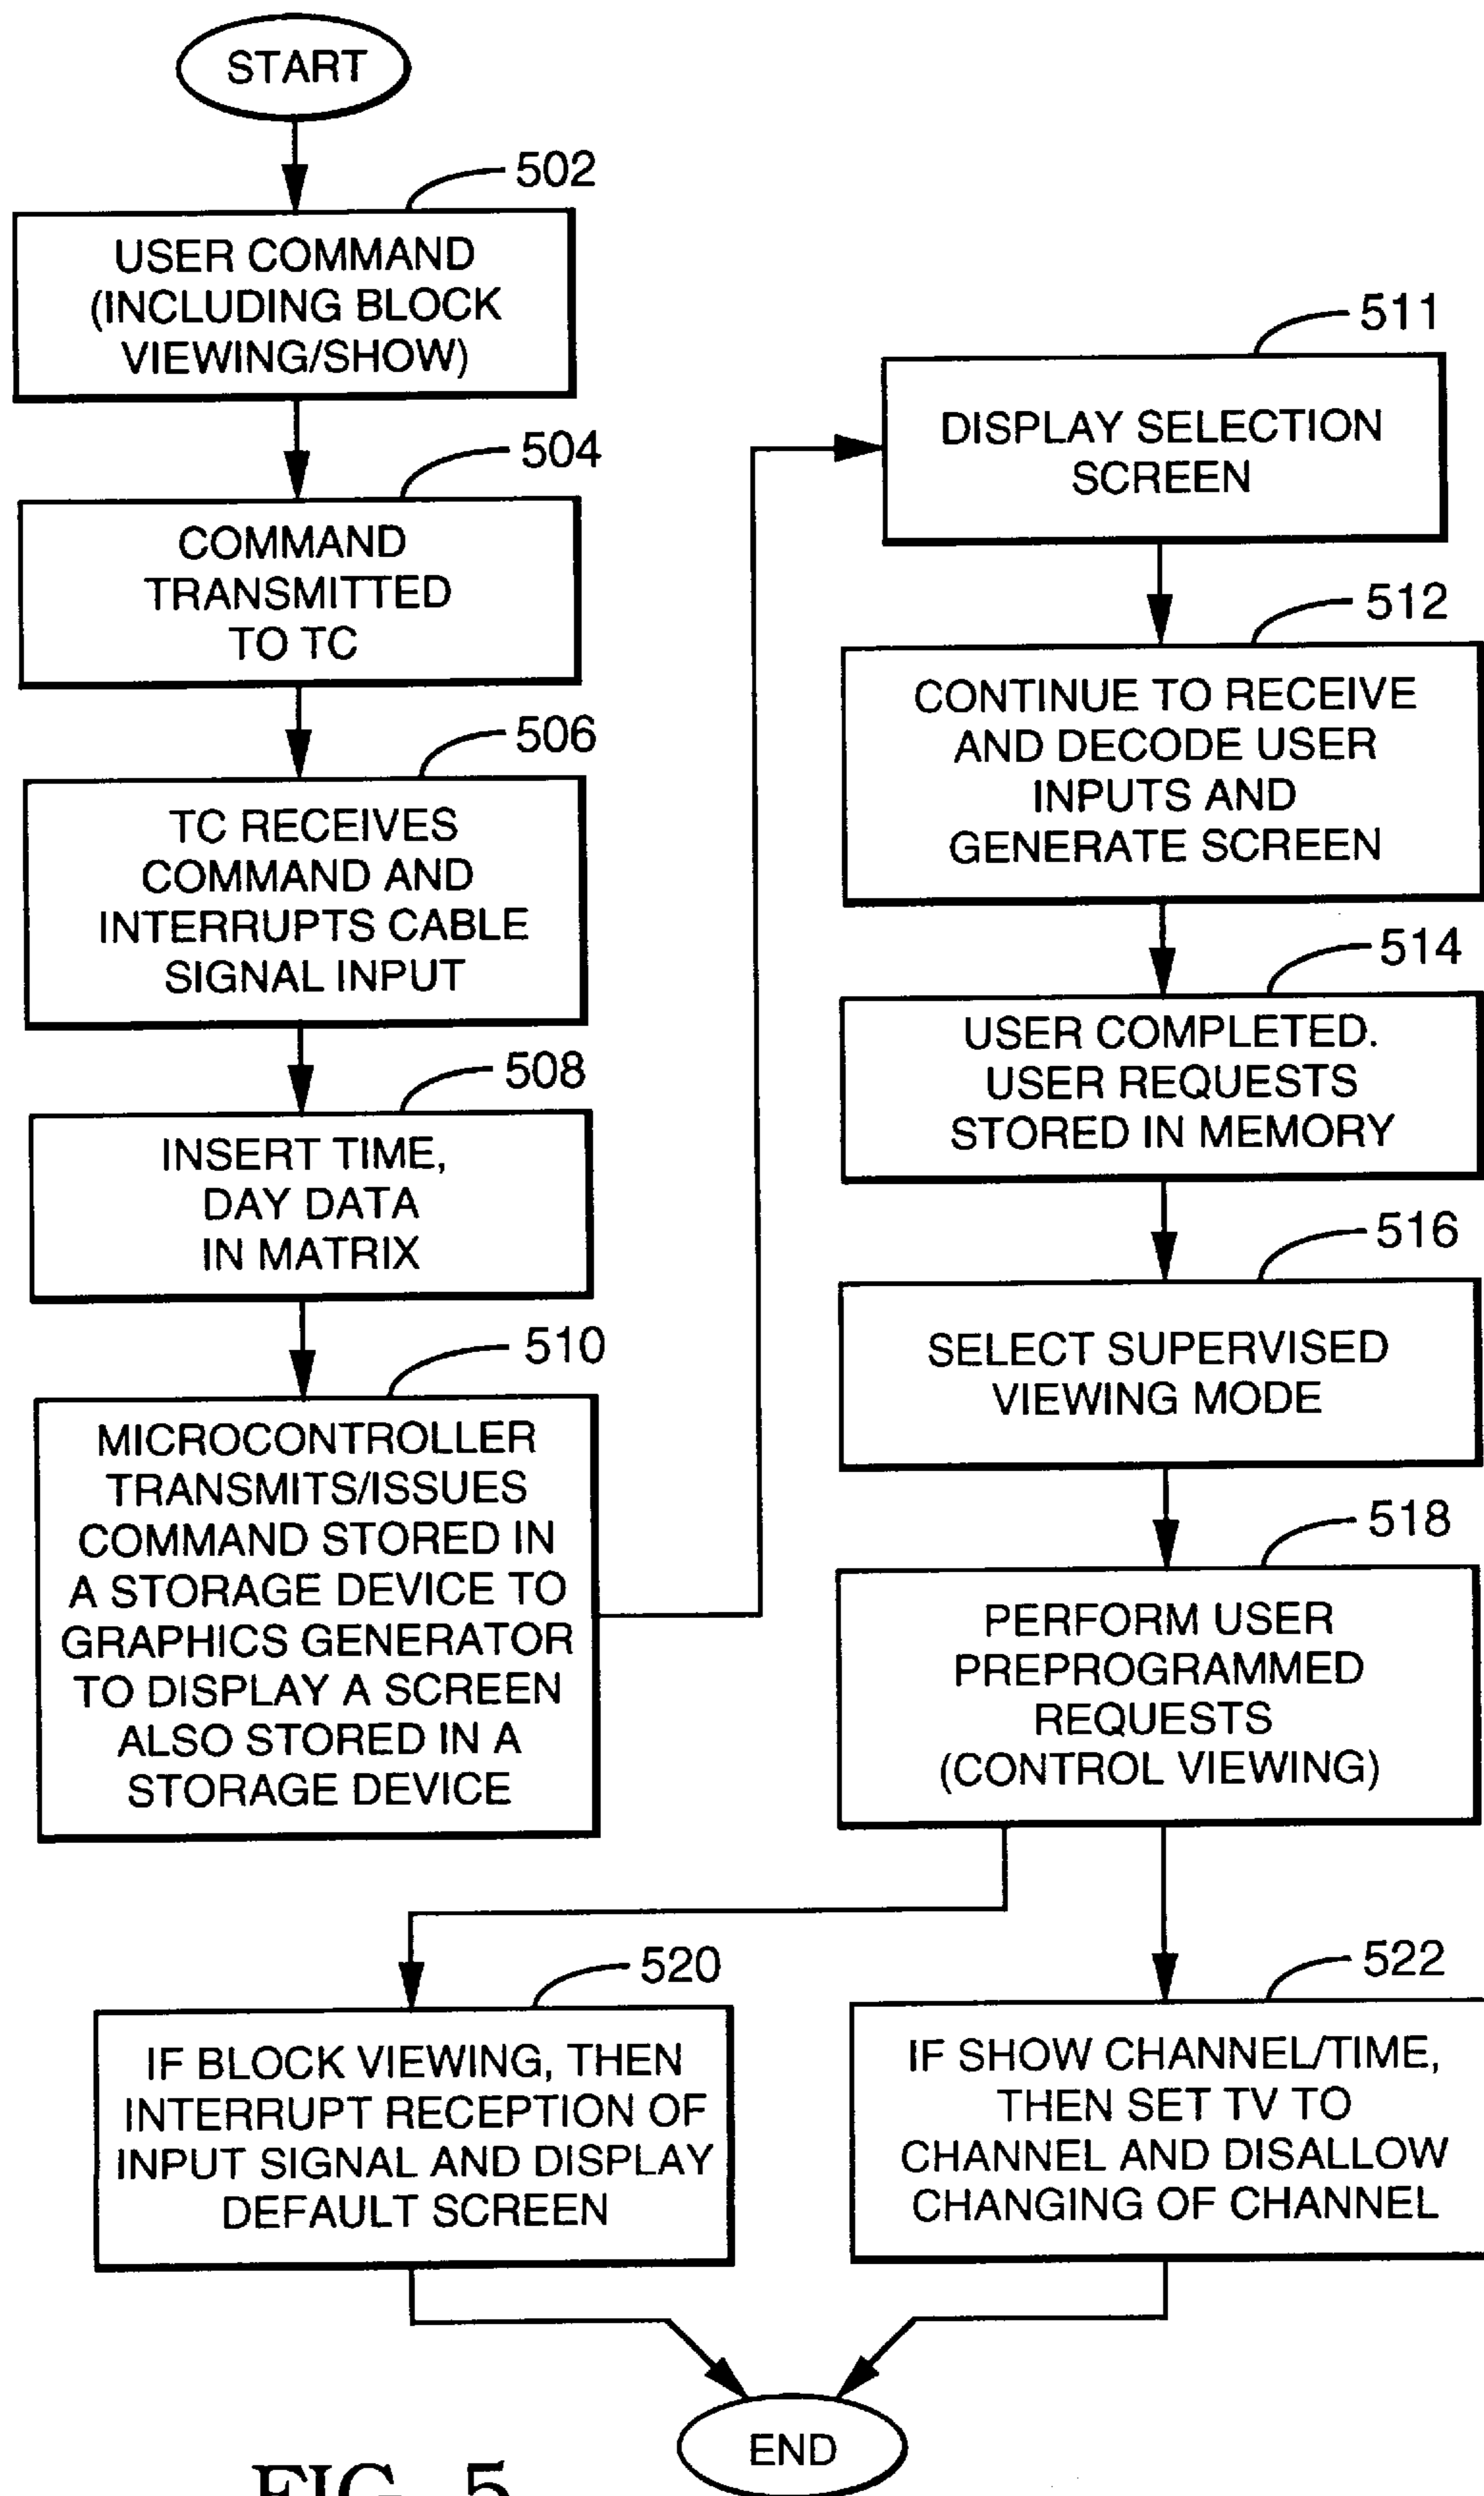 START
502
USER COMMAND
(INCLUDING BLOCK
VIEWING/SHOW)
504
COMMAND
TRANSMITTED
TO TC
506
TC RECEIVES
COMMAND AND
INTERRUPTS CABLE
SIGNAL INPUT
508
INSERT TIME,
DAY DATA
IN MATRIX
510
MICROCONTROLLER
TRANSMITS/ISSUES
COMMAND STORED IN
A STORAGE DEVICE TO
GRAPHICS GENERATOR
TO DISPLAY A SCREEN
ALSO STORED IN A
STORAGE DEVICE
511
DISPLAY SELECTION
SCREEN
512
CONTINUE TO RECEIVE
AND DECODE USER
INPUTS AND
GENERATE SCREEN
514
USER COMPLETED.
USER REQUESTS
STORED IN MEMORY
516
SELECT SUPERVISED
VIEWING MODE
518
PERFORM USER
PREPROGRAMMED
REQUESTS
(CONTROL VIEWING)
520
IF BLOCK VIEWING, THEN
INTERRUPT RECEPTION OF
INPUT SIGNAL AND DISPLAY
DEFAULT SCREEN
522
IF SHOW CHANNEL/TIME,
THEN SET TV TO
CHANNEL AND DISALLOW
CHANGING OF CHANNEL
END
FIG. 5